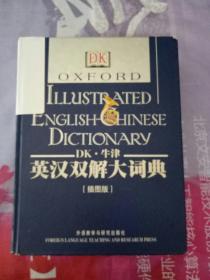 DK
OXFORD
ILLUSTRATED
ENGLISH-CHINESE
DICTIONARY
DK·牛津
英汉双解大词典
[插图版]
外语教学与研究出版社
FOREIGN LANGUAGE TEACHING AND RESEARCH PRESS